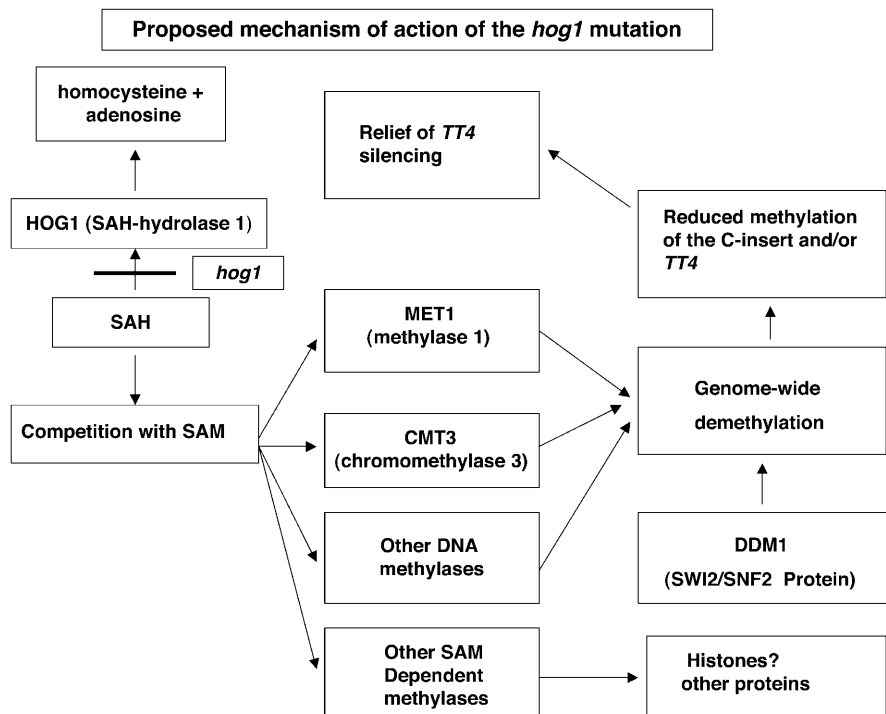 Proposed mechanism of action of the hog1 mutation
homocysteine +
adenosine
HOG1 (SAH-hydrolase 1)
hog1
SAH
Competition with SAM
Relief of TT4
silencing
MET1
(methylase 1)
CMT3
(chromomethylase 3)
Other DNA
methylases
Other SAM
Dependent
methylases
Reduced methylation
of the C-insert and/or
TT4
Genome-wide
demethylation
DDM1
(SWI2/SNF2 Protein)
Histones?
other proteins